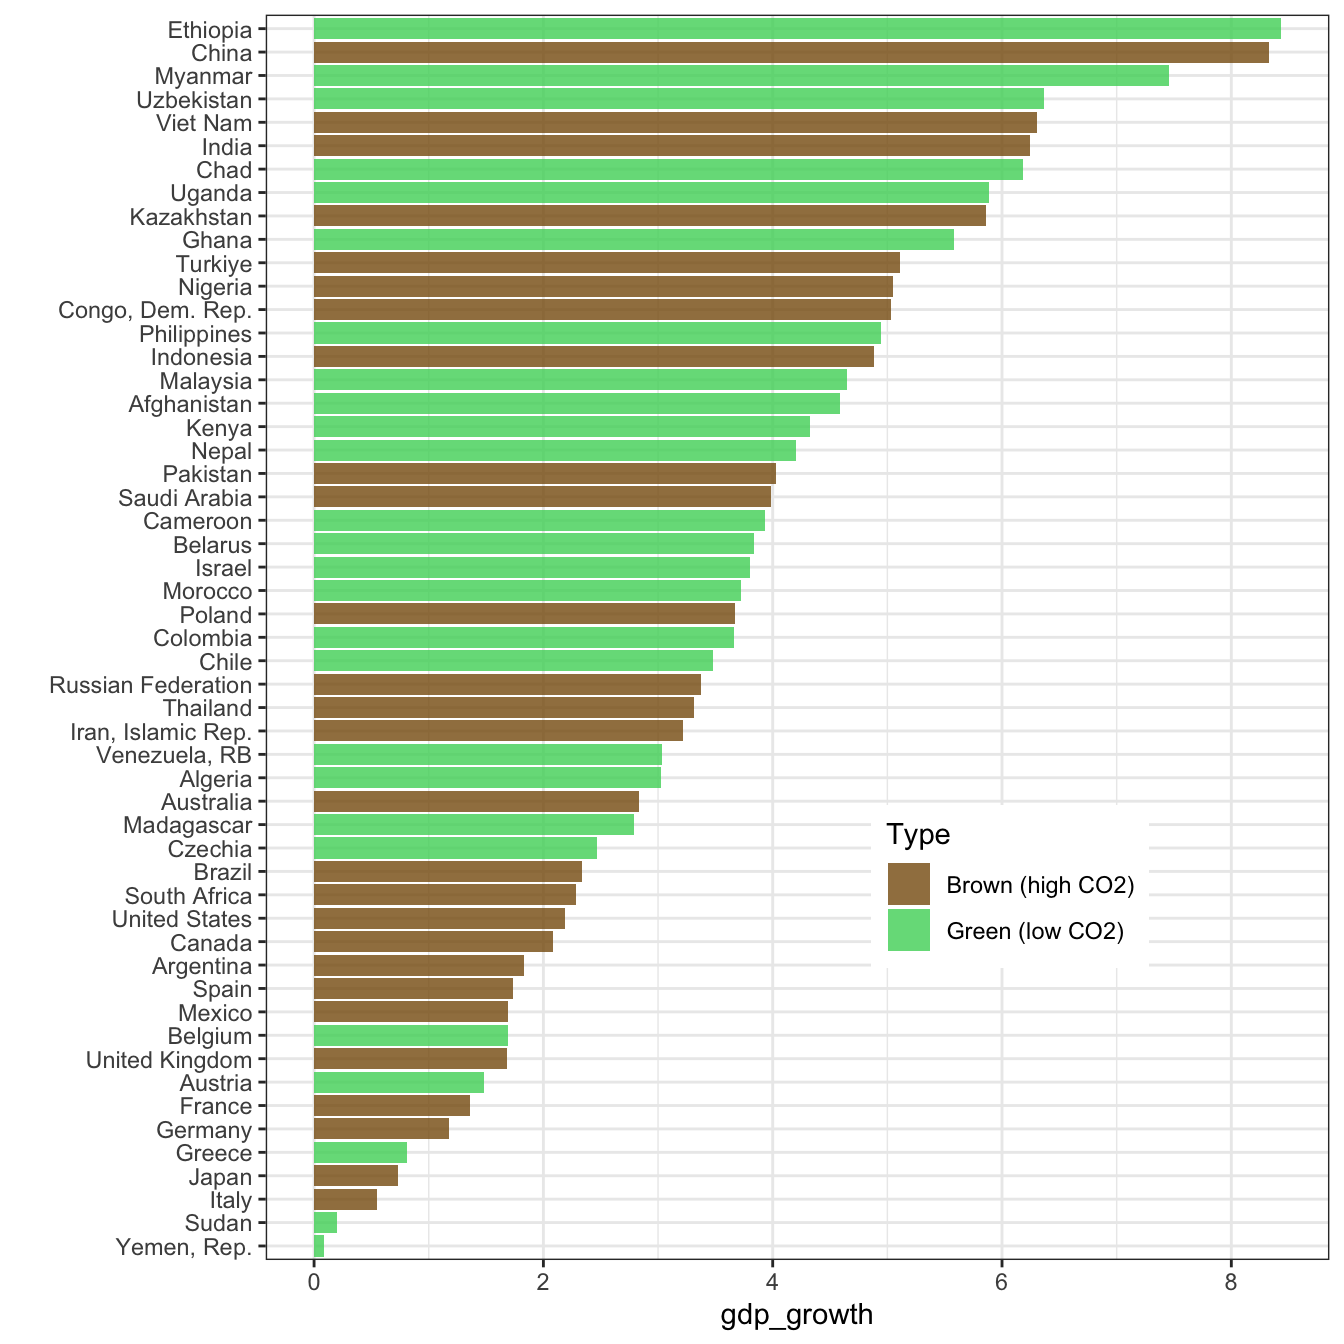 Ethiopia
China
Myanmar
Uzbekistan
Viet Nam
India
Chad
Uganda
Kazakhstan
Ghana
Turkiye
Nigeria
Congo, Dem. Rep.
Philippines
Indonesia
Malaysia
Afghanistan
Kenya
Nepal
Pakistan
Saudi Arabia
Cameroon
Belarus
Israel
Morocco
Poland
Colombia
Chile
Russian Federation
Thailand
Iran, Islamic Rep.
Venezuela, RB
Algeria
Australia
Madagascar
Czechia
Brazil
South Africa
United States
Canada
Argentina
Spain
Mexico
Belgium
United Kingdom
Austria
France
Germany
Greece
Japan
Italy
Sudan
Yemen, Rep.
Type
Brown (high CO2)
Green (low CO2)
0 2 4 6 8
gdp_growth